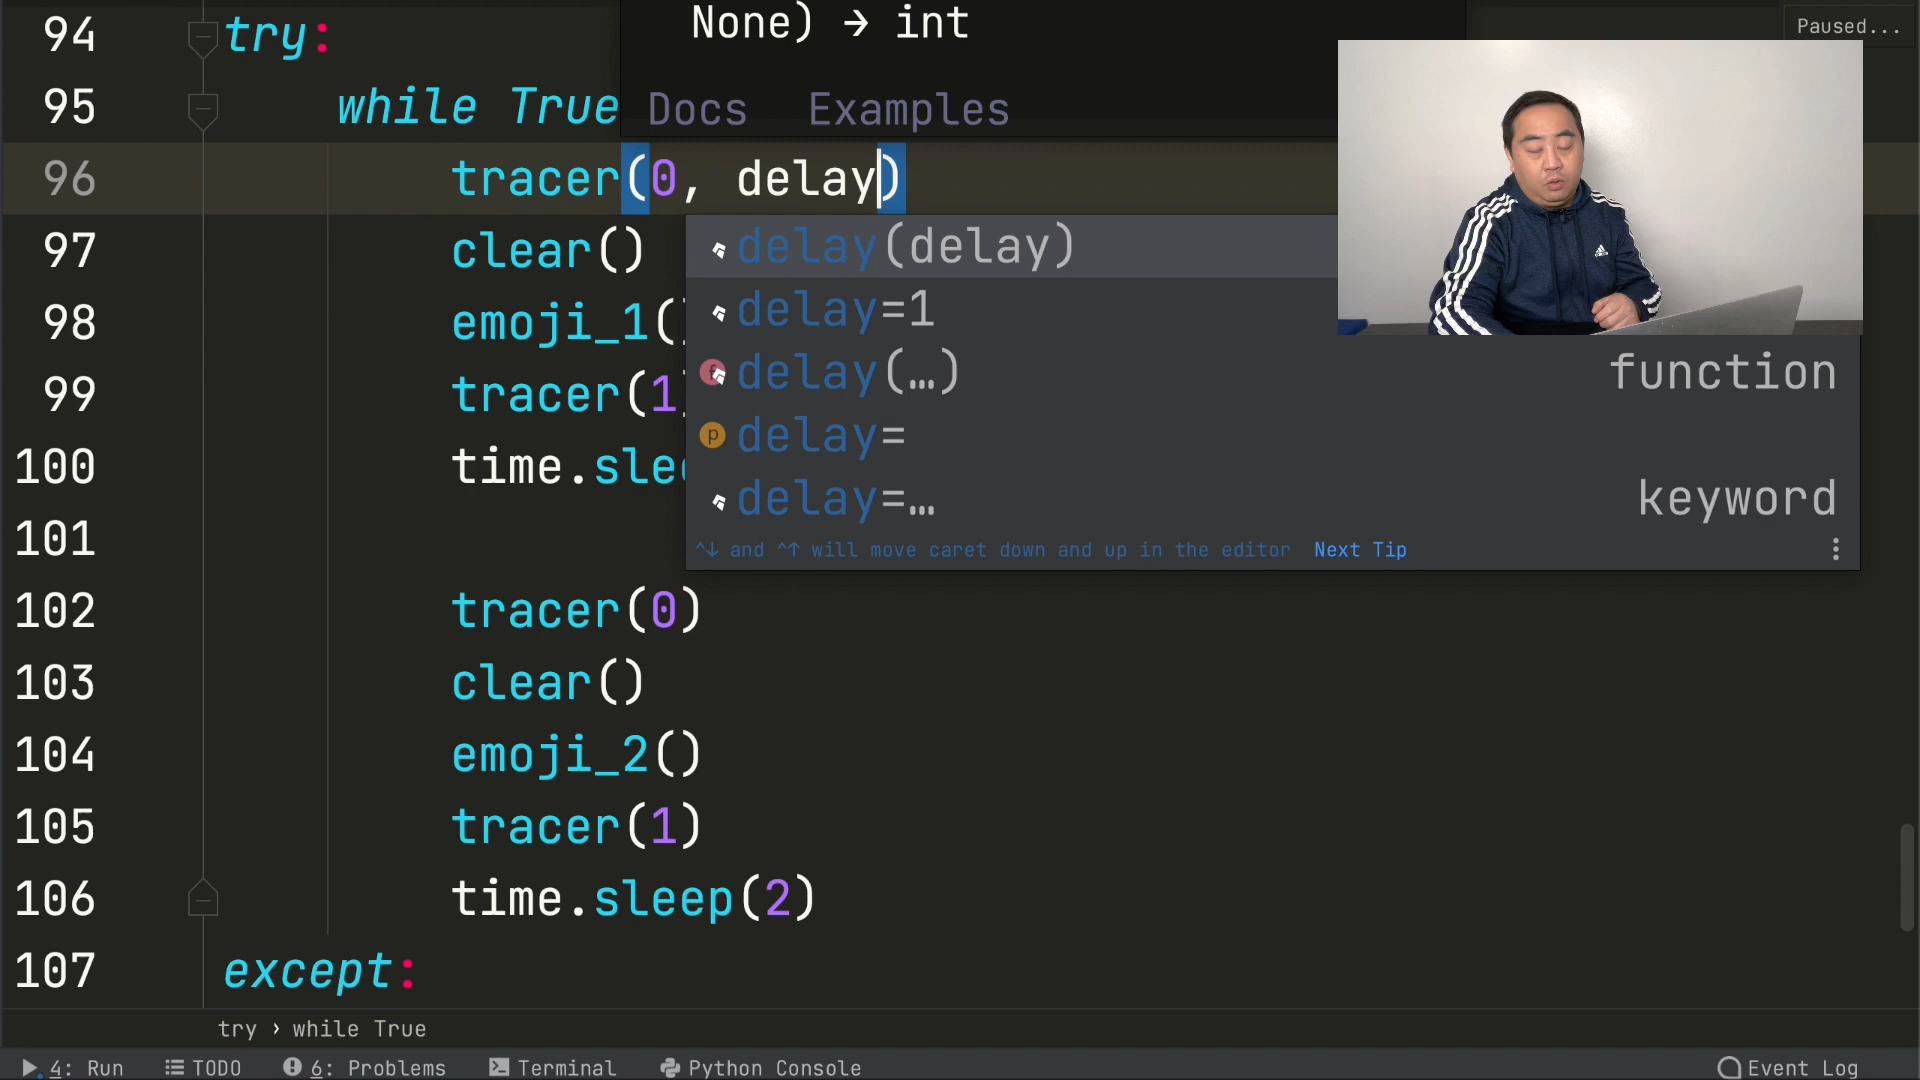 None) → int
Paused...
Docs Examples
94 try:
95 while True
96 tracer(0, delay)
97 clear()
98 emoji_1(
99 tracer(1)
100 time.slee
101
102 tracer(0)
103 clear()
104 emoji_2()
105 tracer(1)
106 time.sleep(2)
107 except:
delay(delay)
delay=1
f delay(…) function
p delay=
delay=… keyword
^↓ and ^↑ will move caret down and up in the editor Next Tip
try › while True
4: Run TODO 6: Problems Terminal Python Console Event Log